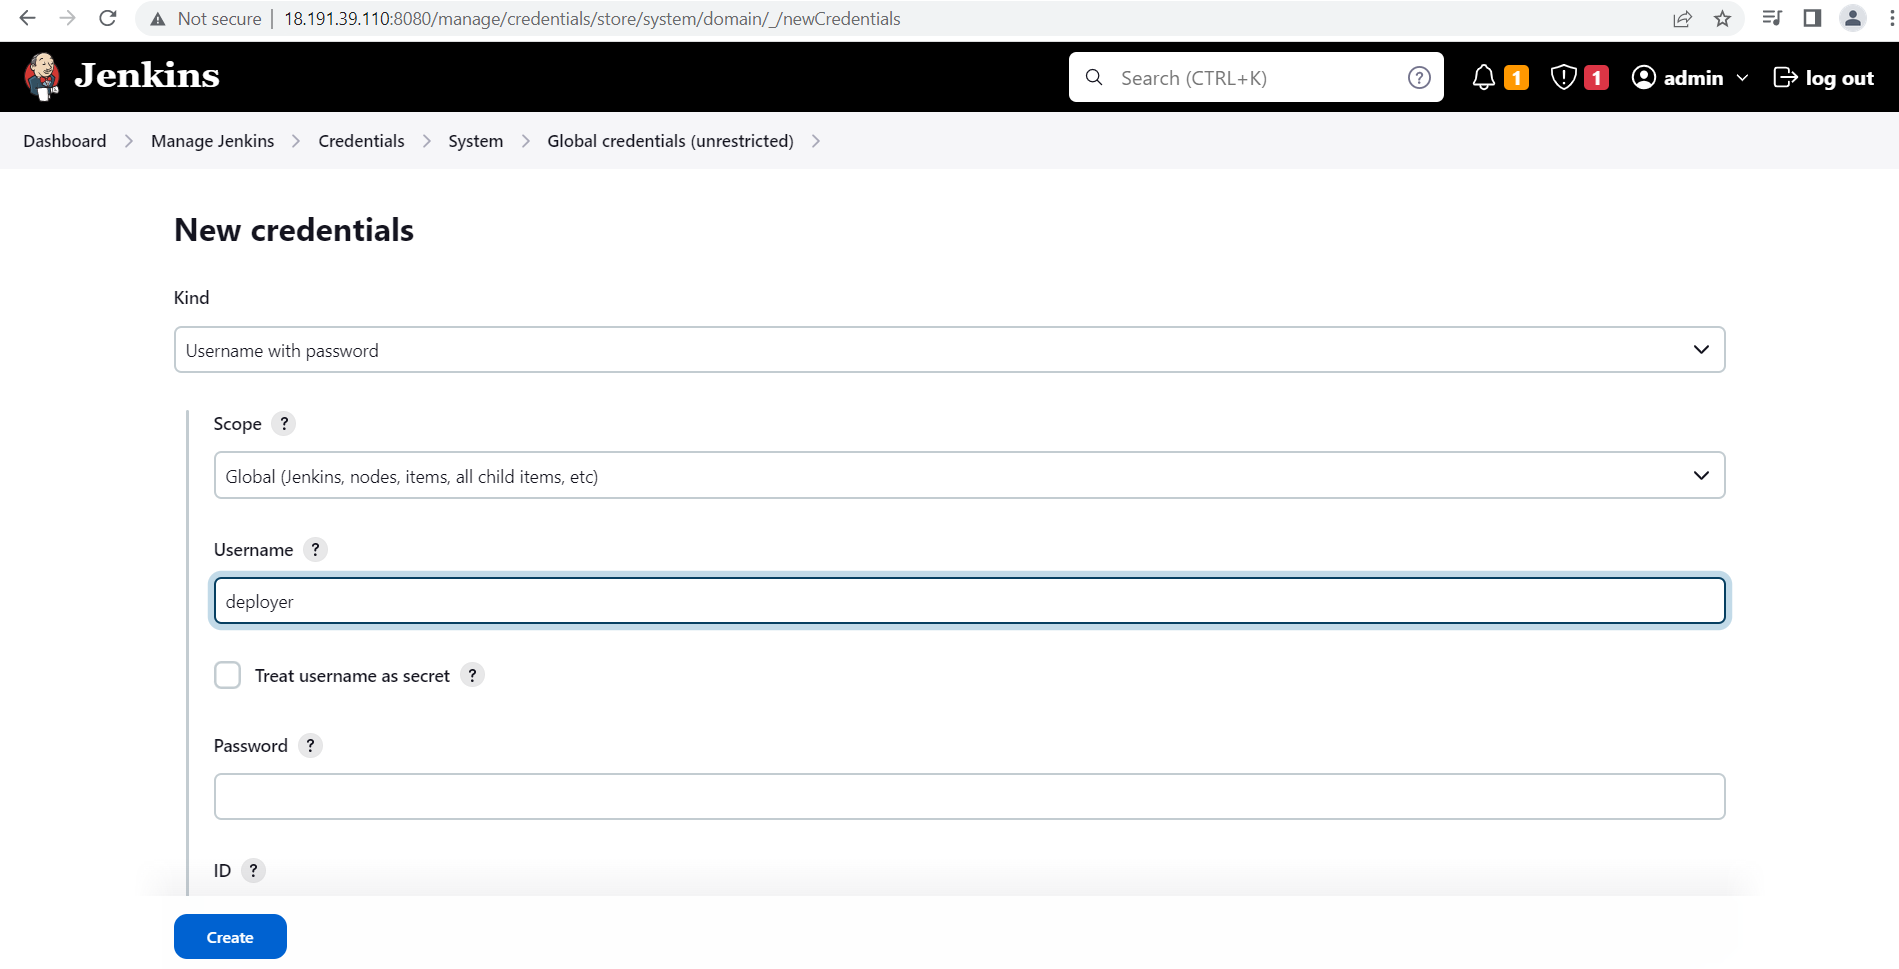 Not secure | 18.191.39.110:8080/manage/credentials/store/system/domain/_/newCredentials
Jenkins Search (CTRL+K) ? 1 1 admin log out
Dashboard > Manage Jenkins > Credentials > System > Global credentials (unrestricted) >
New credentials
Kind
Username with password
Scope ?
Global (Jenkins, nodes, items, all child items, etc)
Username ?
deployer
Treat username as secret ?
Password ?
ID ?
Create